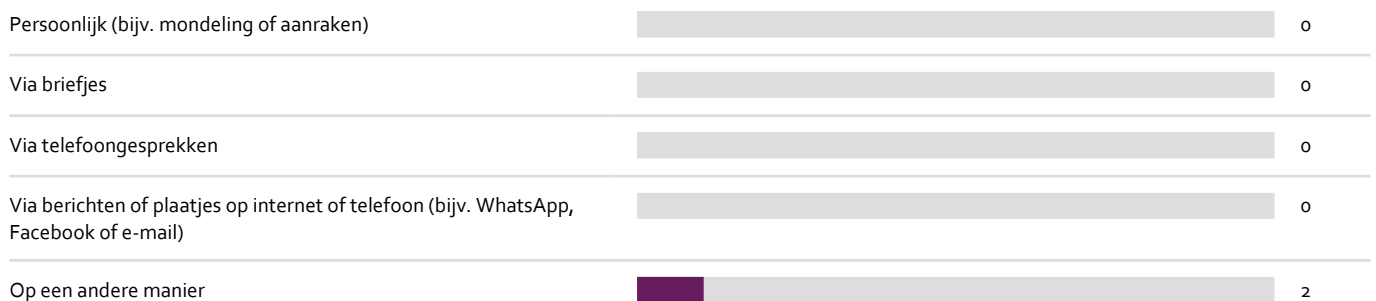 Persoonlijk (bijv. mondeling of aanraken) 0
Via briefjes 0
Via telefoongesprekken 0
Via berichten of plaatjes op internet of telefoon (bijv. WhatsApp, 0
Facebook of e-mail)
Op een andere manier 2